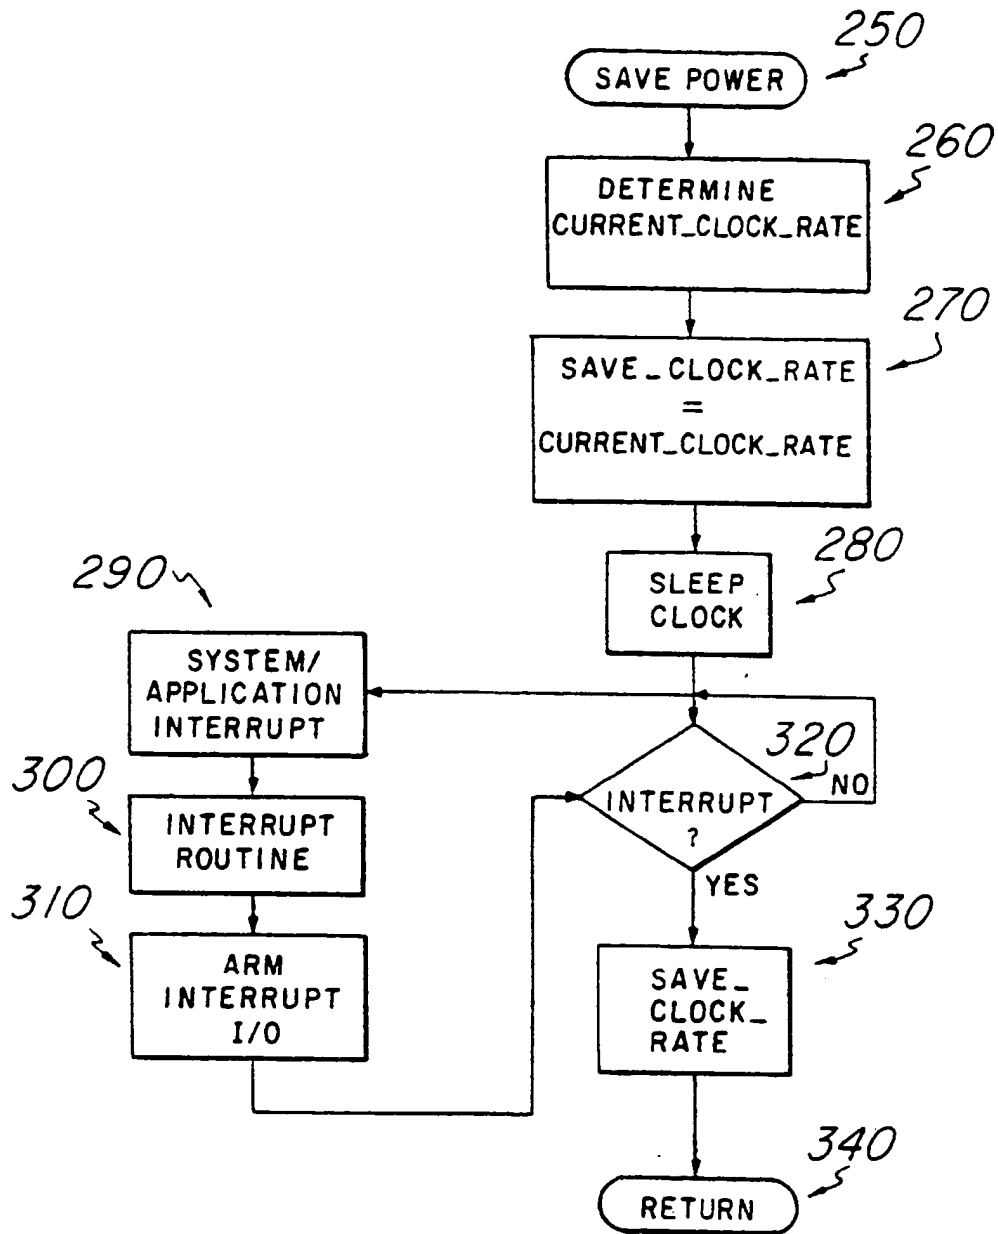 250
SAVE POWER
260
DETERMINE
CURRENT_CLOCK_RATE
270
SAVE_CLOCK_RATE
=
CURRENT_CLOCK_RATE
280
SLEEP
CLOCK
290
SYSTEM/
APPLICATION
INTERRUPT
300
INTERRUPT
ROUTINE
310
ARM
INTERRUPT
I/O
320
INTERRUPT
?
NO
YES
330
SAVE_
CLOCK_
RATE
340
RETURN